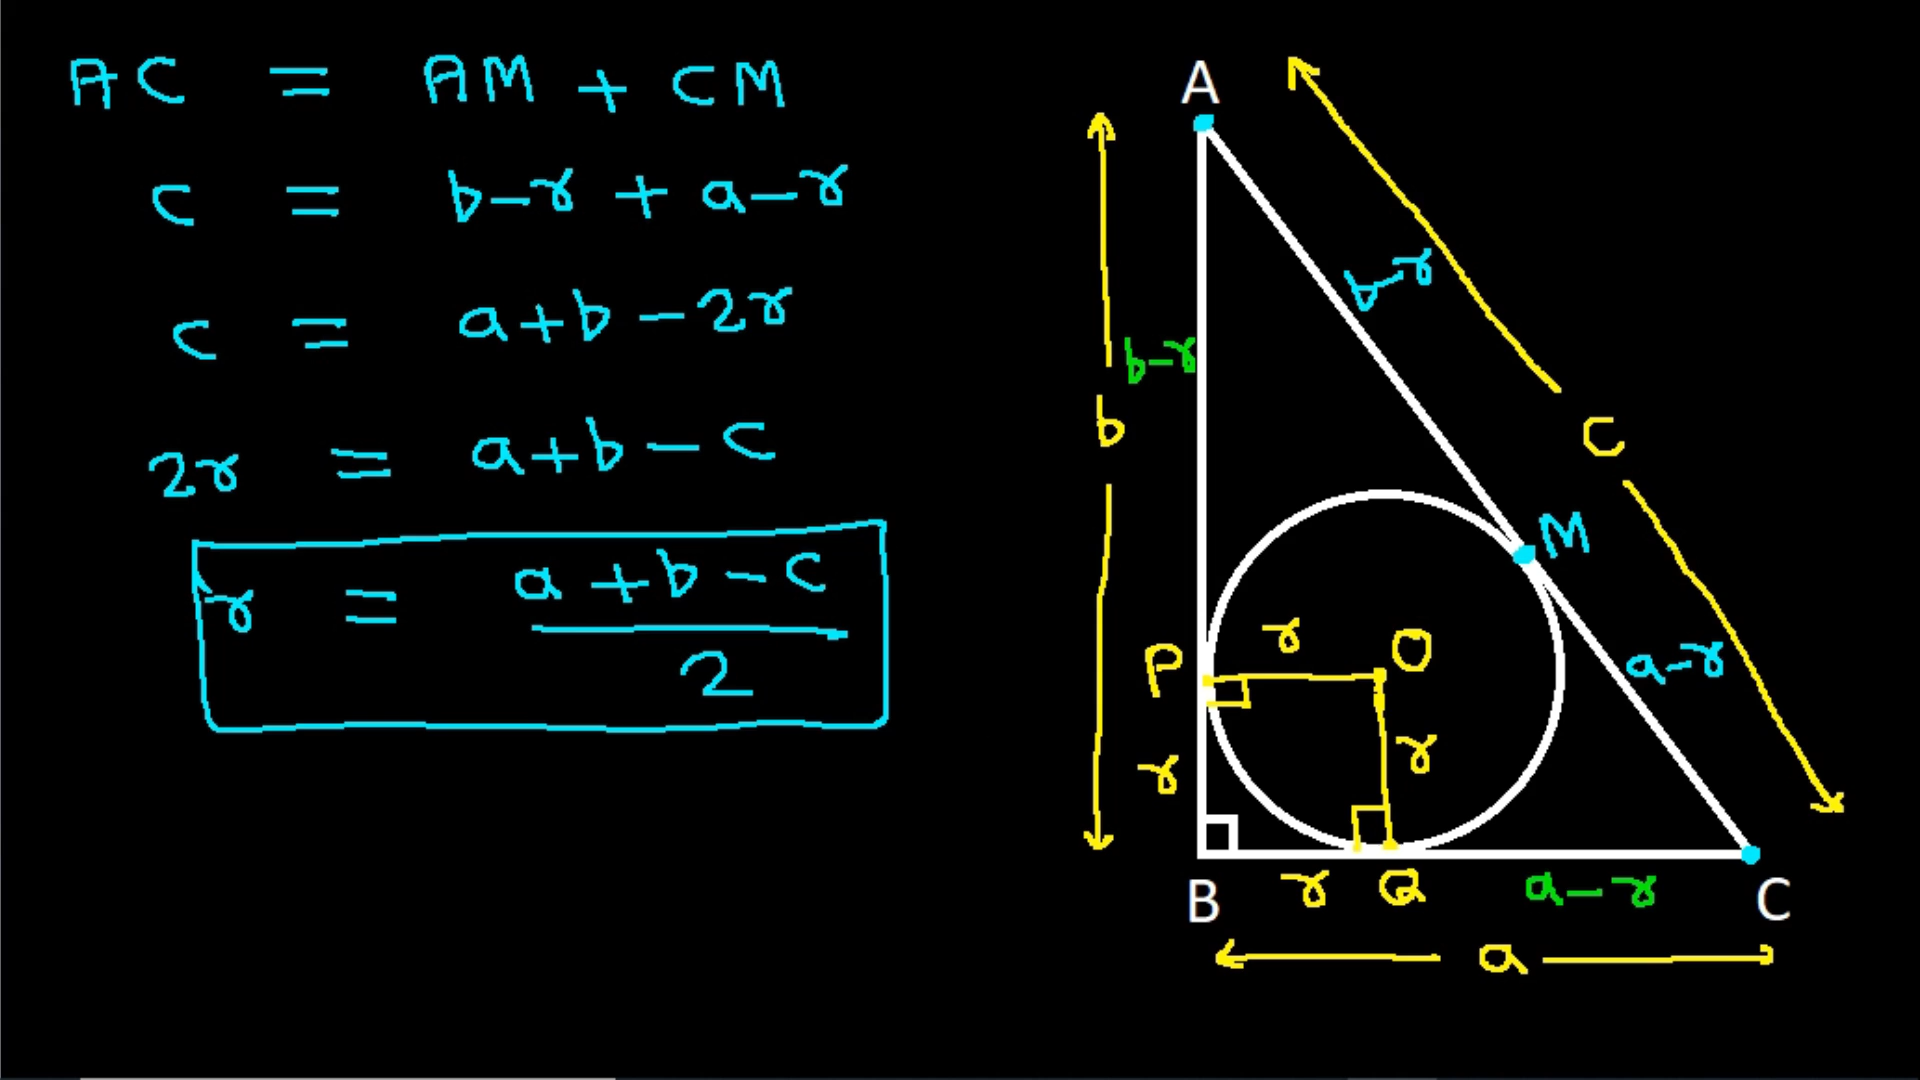 AC = AM + CM
c = b-r + a-r
c = a+b-2r
2r = a+b-c
r = a+b-c
2
A
b-r
b-r
b
C
M
r
O
P
a-r
r
r
B
r
Q
a-r
C
a